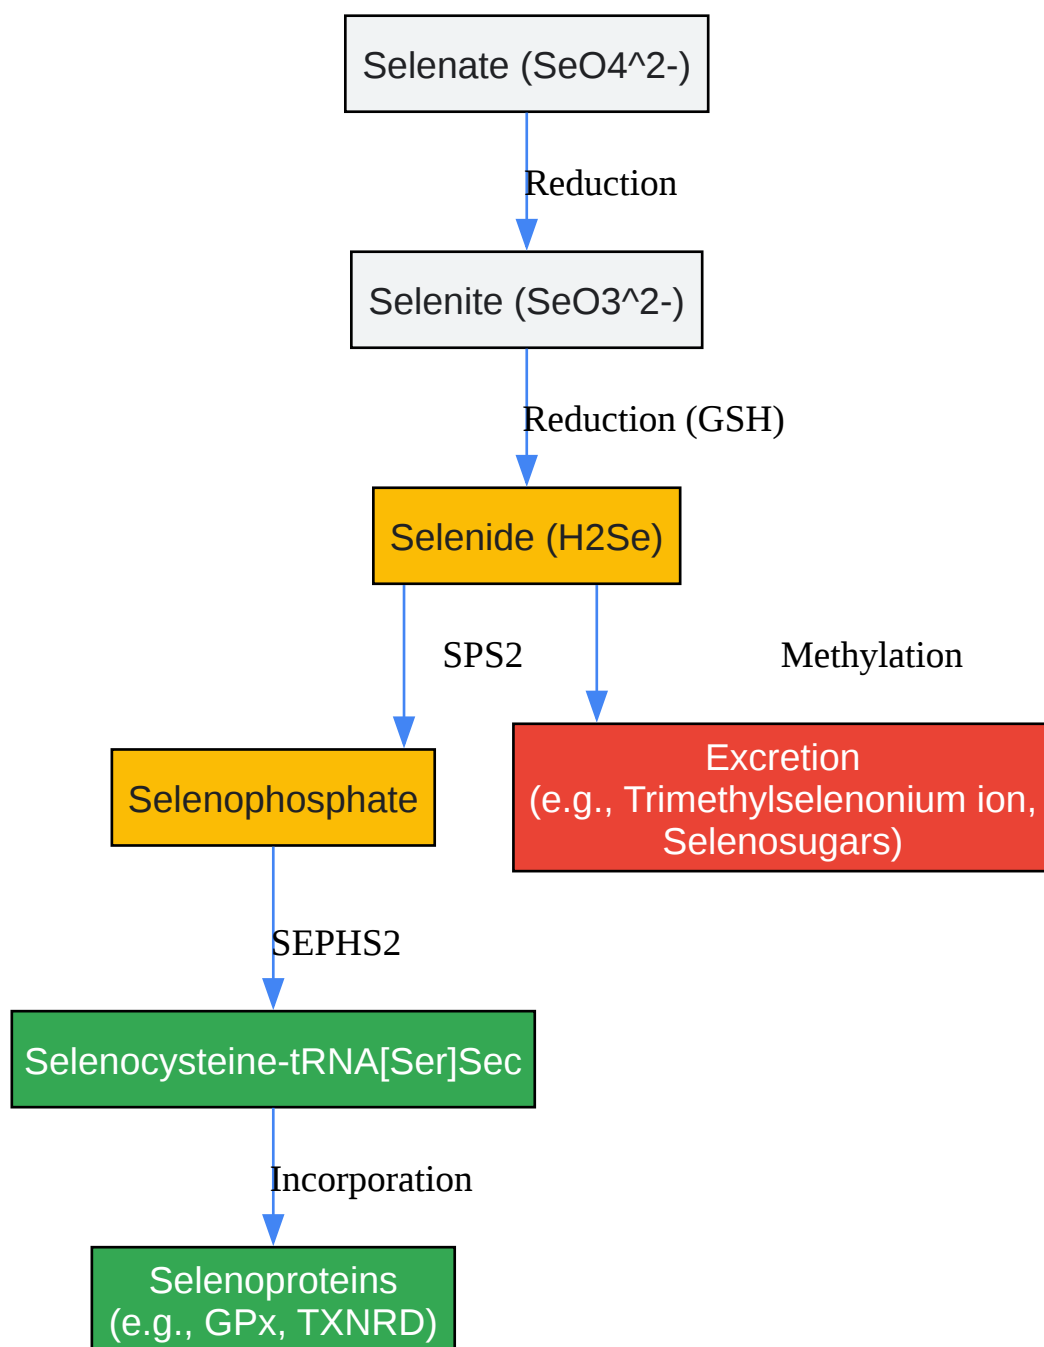 Selenate (SeO4^2-)
Reduction
Selenite (SeO3^2-)
Reduction (GSH)
Selenide (H2Se)
SPS2
Methylation
Selenophosphate
Excretion
(e.g., Trimethylselenonium ion,
Selenosugars)
SEPHS2
Selenocysteine-tRNA[Ser]Sec
Incorporation
Selenoproteins
(e.g., GPx, TXNRD)